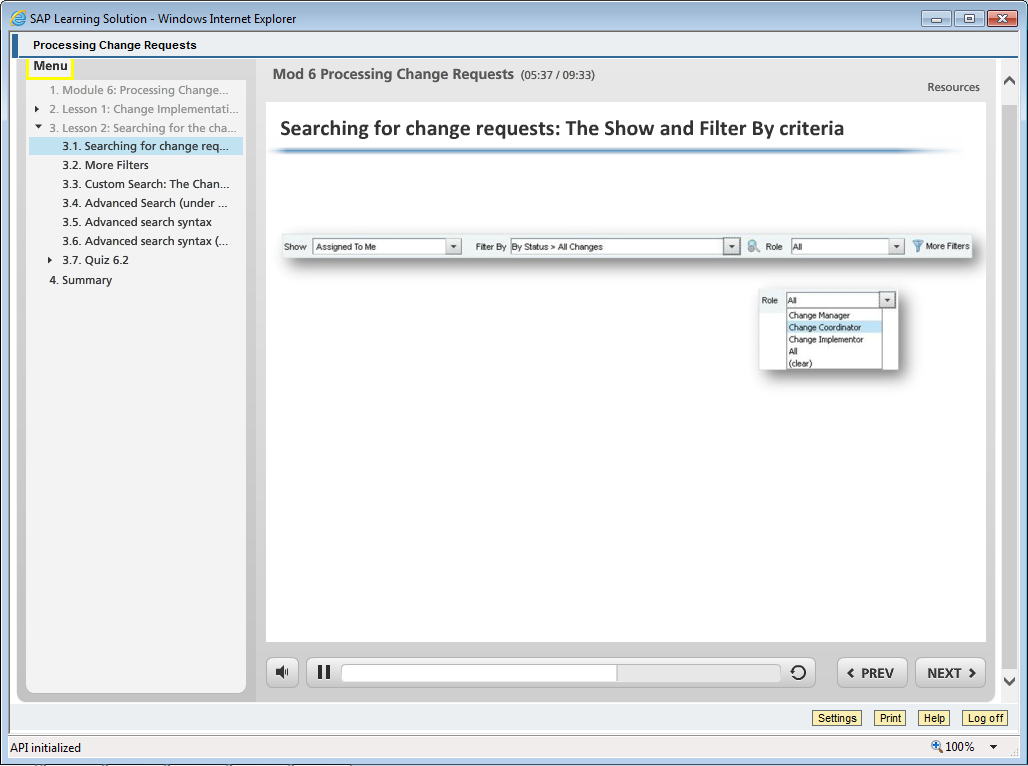 SAP Learning Solution - Windows Internet Explorer
Processing Change Requests
Menu
1. Module 6: Processing Change...
2. Lesson 1: Change Implementati...
3. Lesson 2: Searching for the cha...
3.1. Searching for change req...
3.2. More Filters
3.3. Custom Search: The Chan...
3.4. Advanced Search (under ...
3.5. Advanced search syntax
3.6. Advanced search syntax (...
3.7. Quiz 6.2
4. Summary
Mod 6 Processing Change Requests (05:37 / 09:33)
Resources
Searching for change requests: The Show and Filter By criteria
Show Assigned To Me Filter By By Status > All Changes Role All More Filters
Role All
Change Manager
Change Coordinator
Change Implementor
All
(clear)
PREV NEXT
Settings Print Help Log off
API initialized 100%